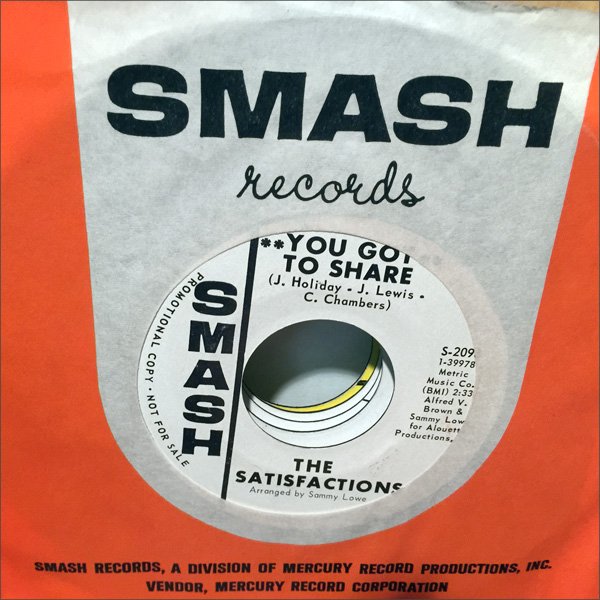 SMASH
records
**YOU GOT
TO SHARE
(J. Holiday - J. Lewis -
C. Chambers)
SMASH
PROMOTIONAL COPY · NOT FOR SALE
S-209
1-39978
Metric
Music Co.
(BMI) 2:33
Alfred V.
Brown &
Sammy Low
for Alouett
Productions.
THE
SATISFACTIONS
Arranged by Sammy Lowe
SMASH RECORDS, A DIVISION OF MERCURY RECORD PRODUCTIONS, INC.
VENDOR, MERCURY RECORD CORPORATION